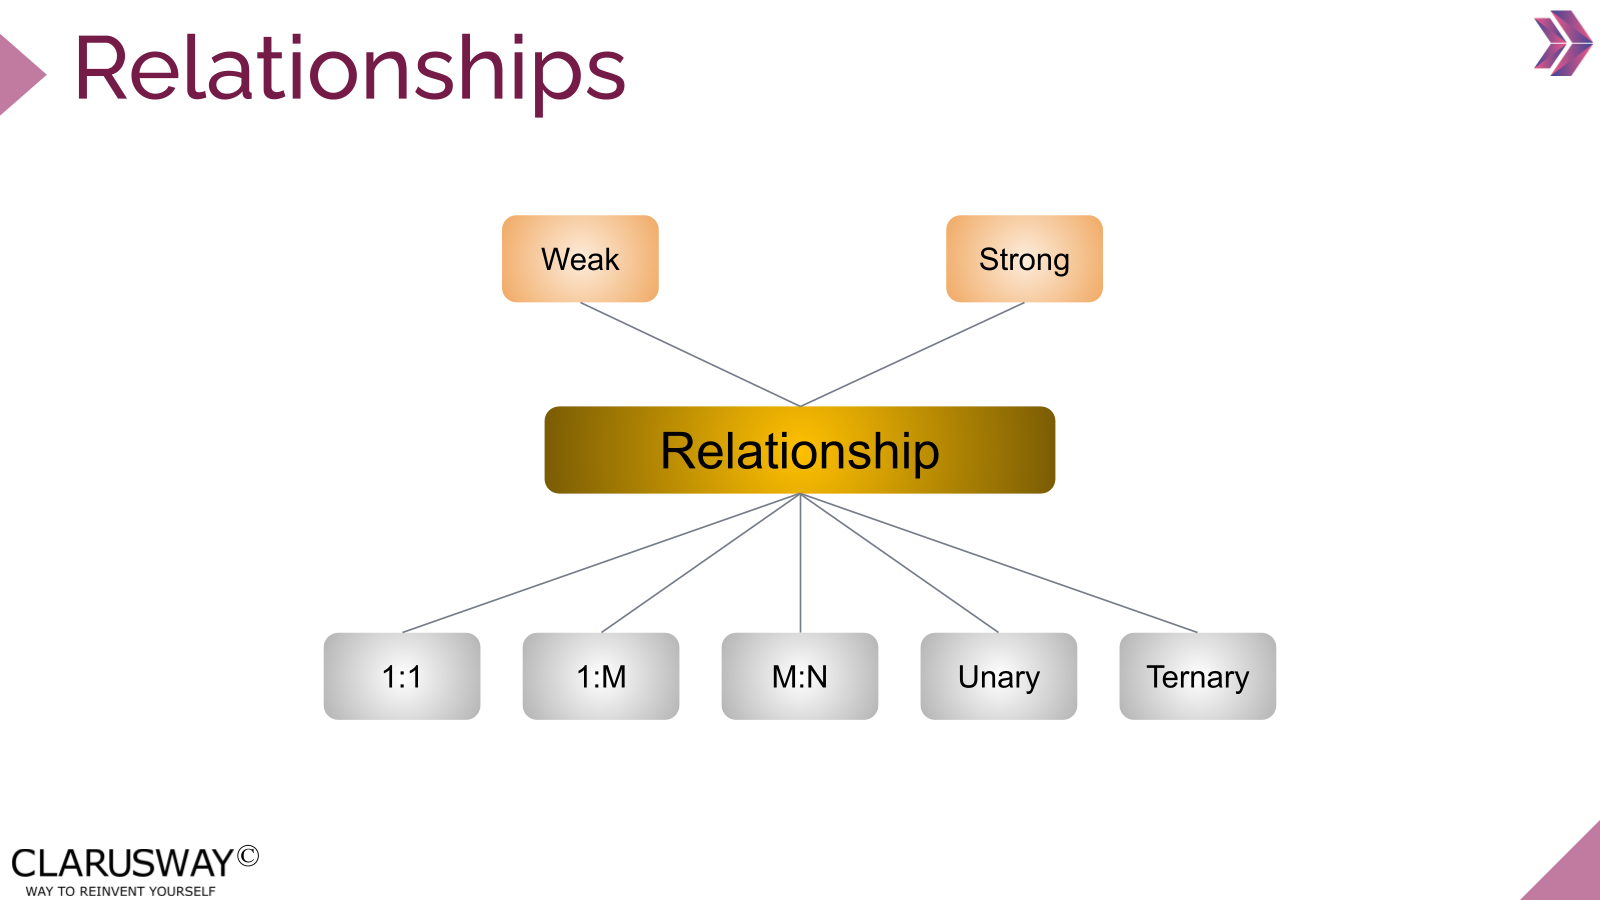 Relationships
Weak
Strong
Relationship
1:1
1:M
M:N
Unary
Ternary
CLARUSWAY©
WAY TO REINVENT YOURSELF